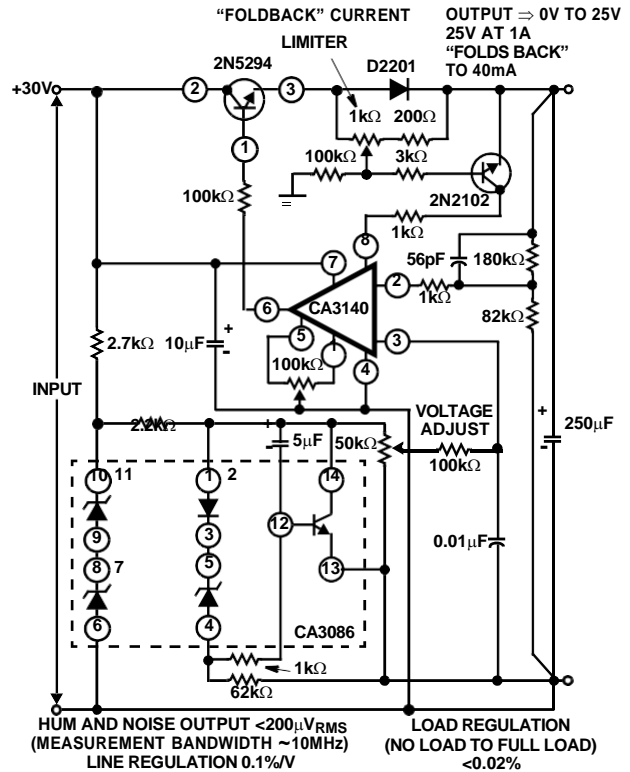 “FOLDBACK” CURRENT
LIMITER
OUTPUT ⇒ 0V TO 25V
25V AT 1A
“FOLDS BACK”
TO 40mA
2N5294
D2201
+30V
2
3
1kΩ
200Ω
1
100kΩ
3kΩ
2N2102
100kΩ
8
1kΩ
7
56pF
180kΩ
2
1kΩ
6
CA3140
82kΩ
5
1
3
2.7kΩ
10μF
+
-
100kΩ
4
INPUT
VOLTAGE
ADJUST
+
-
250μF
2.2kΩ
+
-
5μF
50kΩ
100kΩ
10
11
1
2
14
9
3
12
0.01μF
8
7
5
13
6
4
CA3086
1kΩ
62kΩ
HUM AND NOISE OUTPUT <200μVRMS
(MEASUREMENT BANDWIDTH ~10MHz)
LINE REGULATION 0.1%/V
LOAD REGULATION
(NO LOAD TO FULL LOAD)
<0.02%